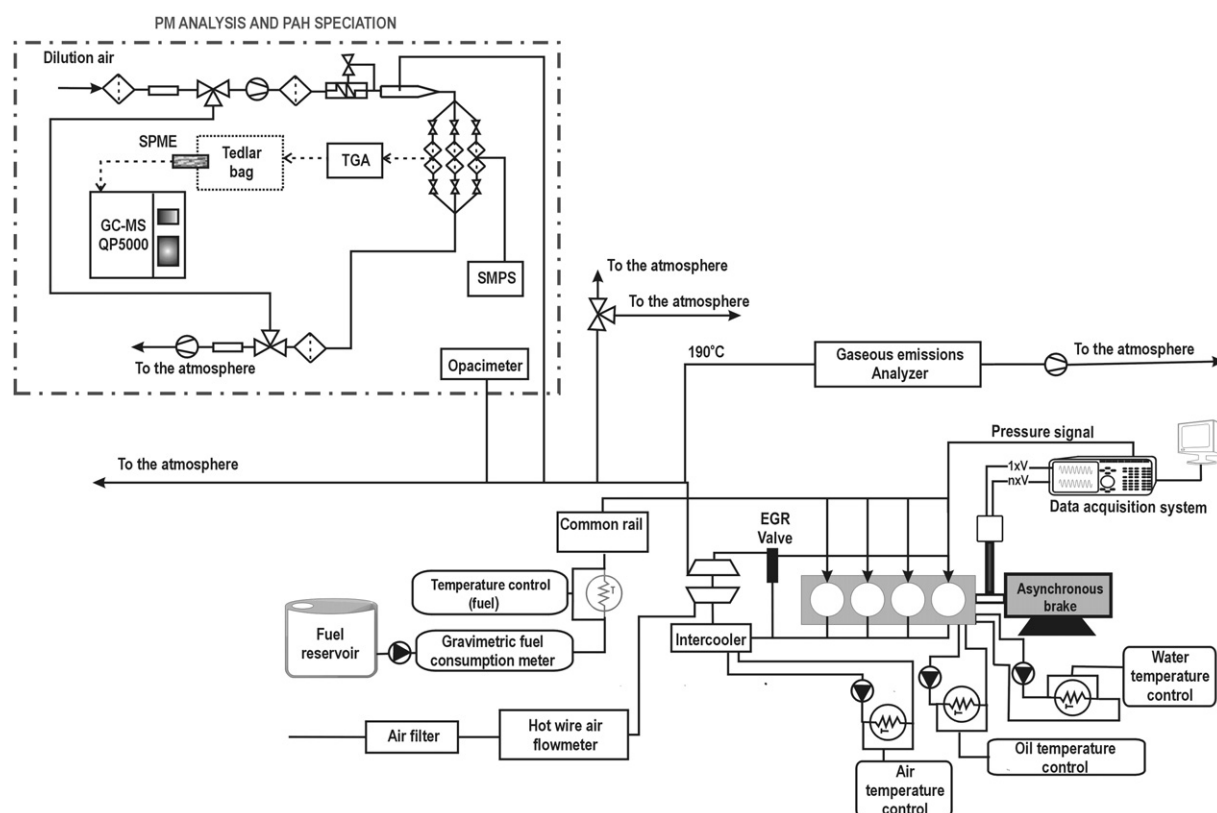 PM ANALYSIS AND PAH SPECIATION
Dilution air
SPME
Tedlar
bag
TGA
GC-MS
QP5000
SMPS
To the atmosphere
To the atmosphere
To the atmosphere
Opacimeter
190°C
Gaseous emissions
Analyzer
To the atmosphere
To the atmosphere
Pressure signal
1xV
nxV
Data acquisition system
Common rail
EGR
Valve
Temperature control
(fuel)
Asynchronous
brake
Fuel
reservoir
Gravimetric fuel
consumption meter
Intercooler
Water
temperature
control
Air filter
Hot wire air
flowmeter
Oil temperature
control
Air
temperature
control
T
T
T
T